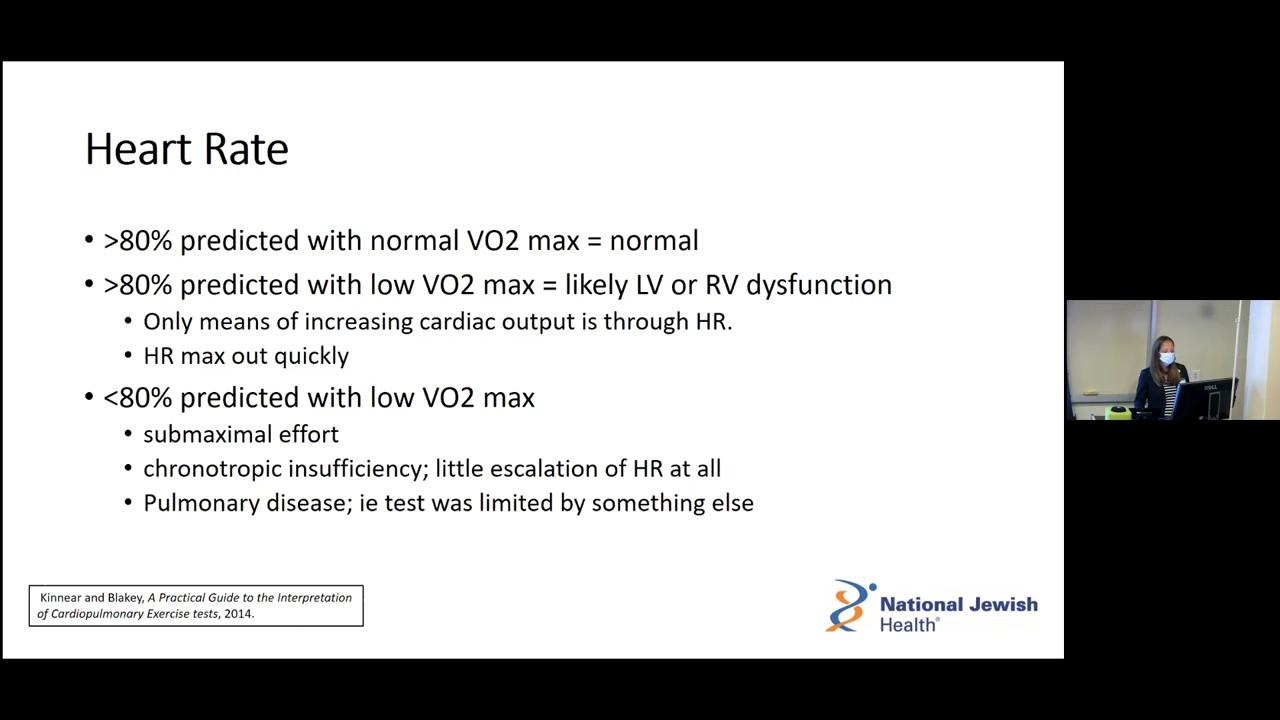 Heart Rate
• >80% predicted with normal VO2 max = normal
• >80% predicted with low VO2 max = likely LV or RV dysfunction
• Only means of increasing cardiac output is through HR.
• HR max out quickly
• <80% predicted with low VO2 max
• submaximal effort
• chronotropic insufficiency; little escalation of HR at all
• Pulmonary disease; ie test was limited by something else
Kinnear and Blakey, A Practical Guide to the Interpretation
of Cardiopulmonary Exercise tests, 2014.
National Jewish
Health®
DELL